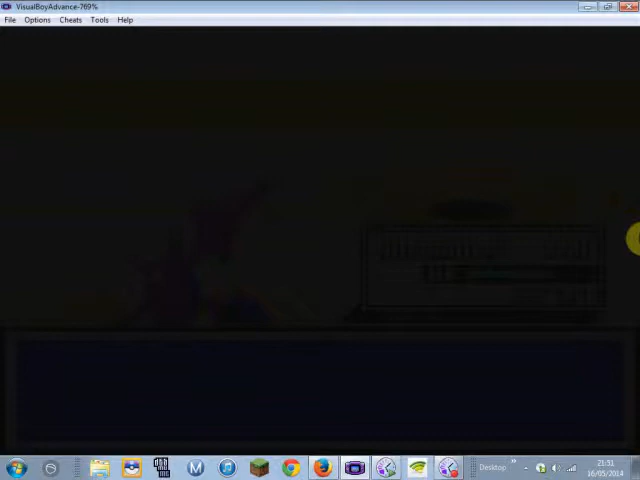 VisualBoyAdvance-769%
File Options Cheats Tools Help
Desktop
21:51
16/05/2014